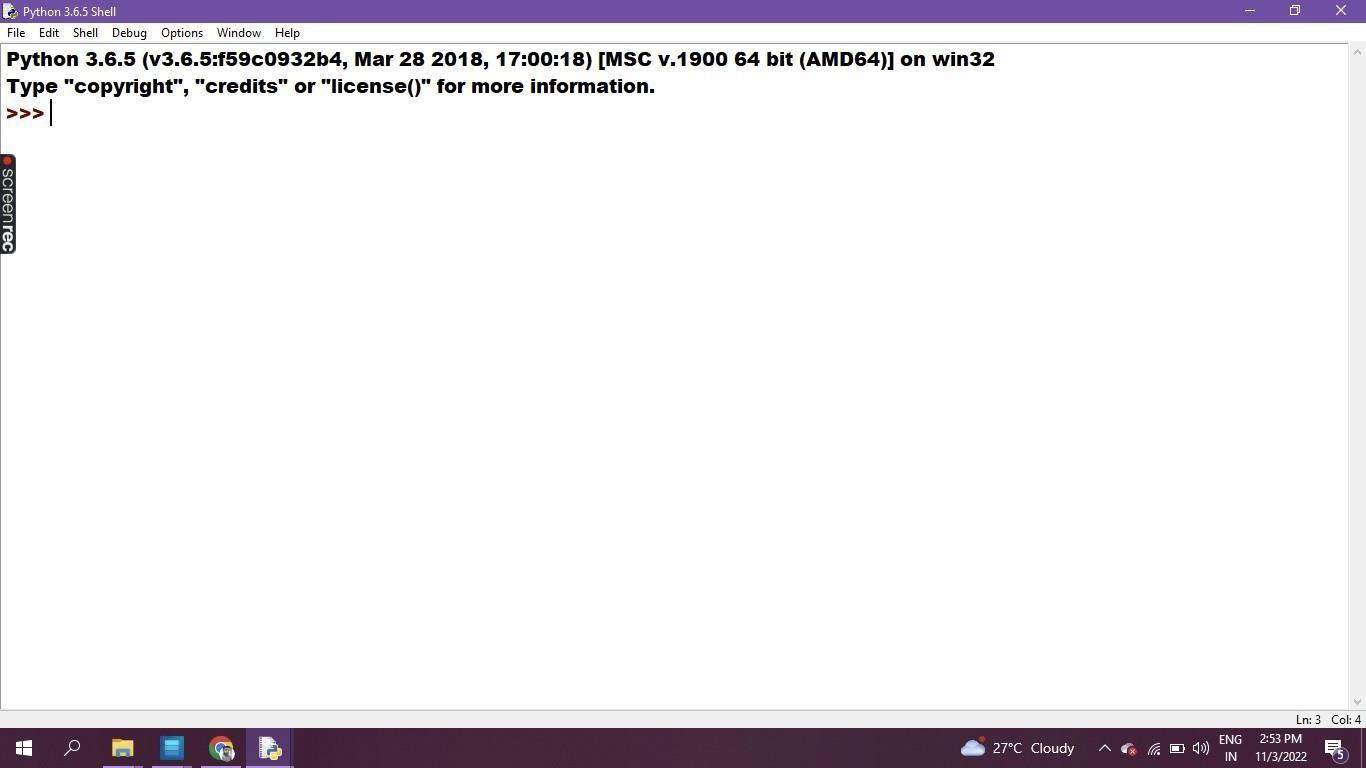 Python 3.6.5 Shell
File Edit Shell Debug Options Window Help
Python 3.6.5 (v3.6.5:f59c0932b4, Mar 28 2018, 17:00:18) [MSC v.1900 64 bit (AMD64)] on win32
Type "copyright", "credits" or "license()" for more information.
>>>
screenrec
Ln: 3 Col: 4
27°C Cloudy
ENG
IN
2:53 PM
11/3/2022
5